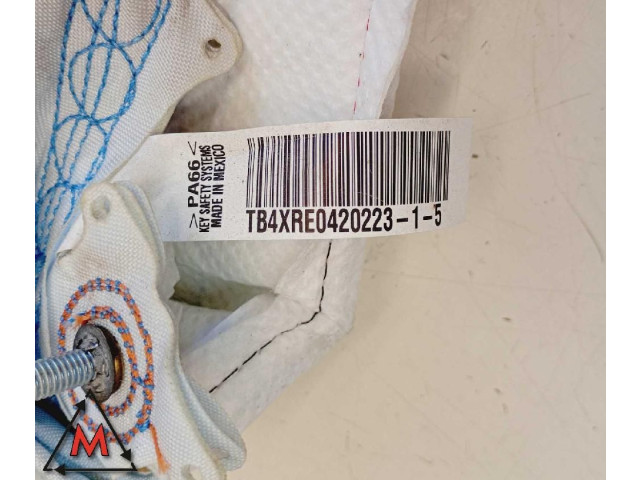 >PA66<
KEY SAFETY SYSTEMS
MADE IN MEXICO
TB4XRE0420223-1-5
M